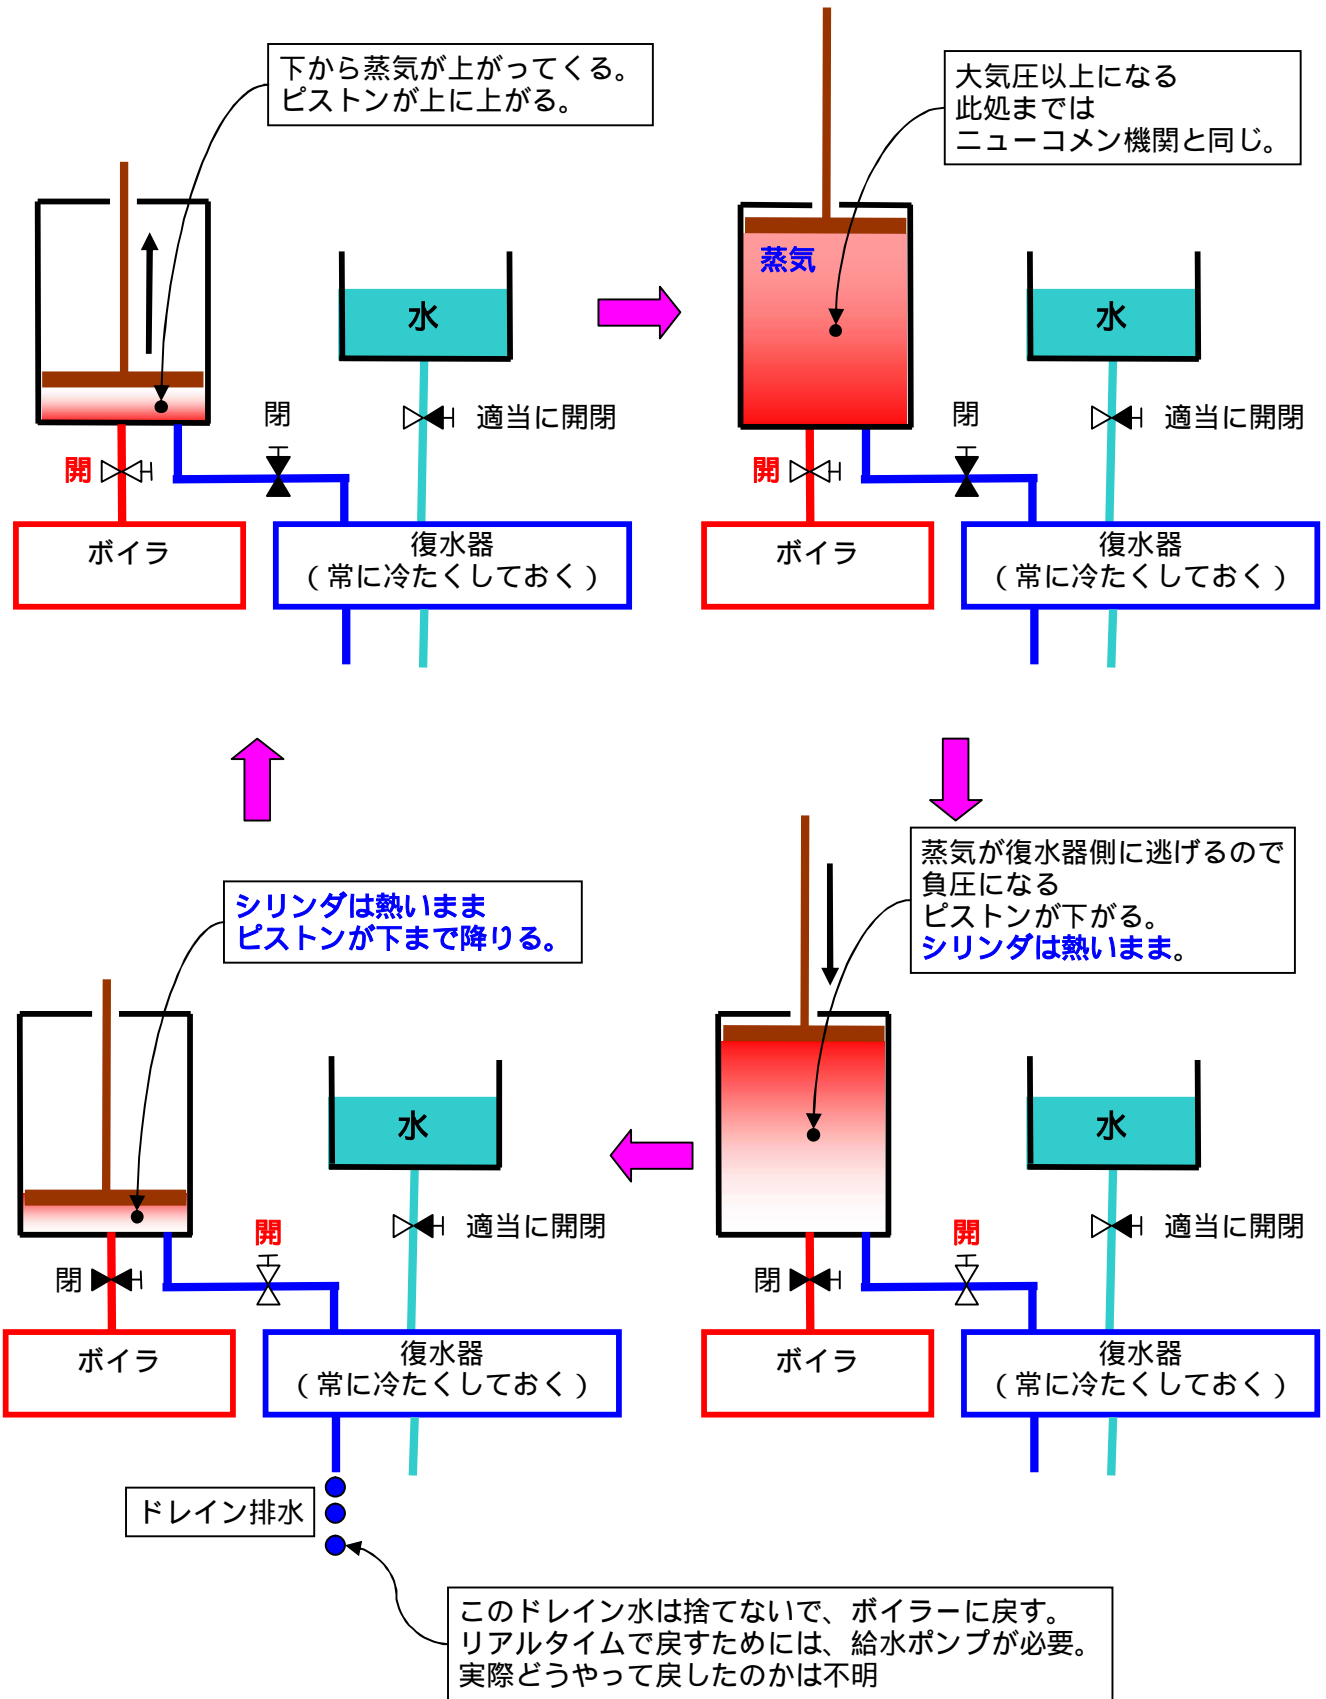 下から蒸気が上がってくる。
ピストンが上に上がる。
水
閉
適当に開閉
開
ボイラ
復水器
（常に冷たくしておく）
大気圧以上になる
此処までは
ニューコメン機関と同じ。
蒸気
水
閉
適当に開閉
開
ボイラ
復水器
（常に冷たくしておく）
蒸気が復水器側に逃げるので
負圧になる
ピストンが下がる。
シリンダは熱いまま。
水
開
適当に開閉
閉
ボイラ
復水器
（常に冷たくしておく）
シリンダは熱いまま
ピストンが下まで降りる。
水
開
適当に開閉
閉
ボイラ
復水器
（常に冷たくしておく）
ドレイン排水
このドレイン水は捨てないで、ボイラーに戻す。
リアルタイムで戻すためには、給水ポンプが必要。
実際どうやって戻したのかは不明